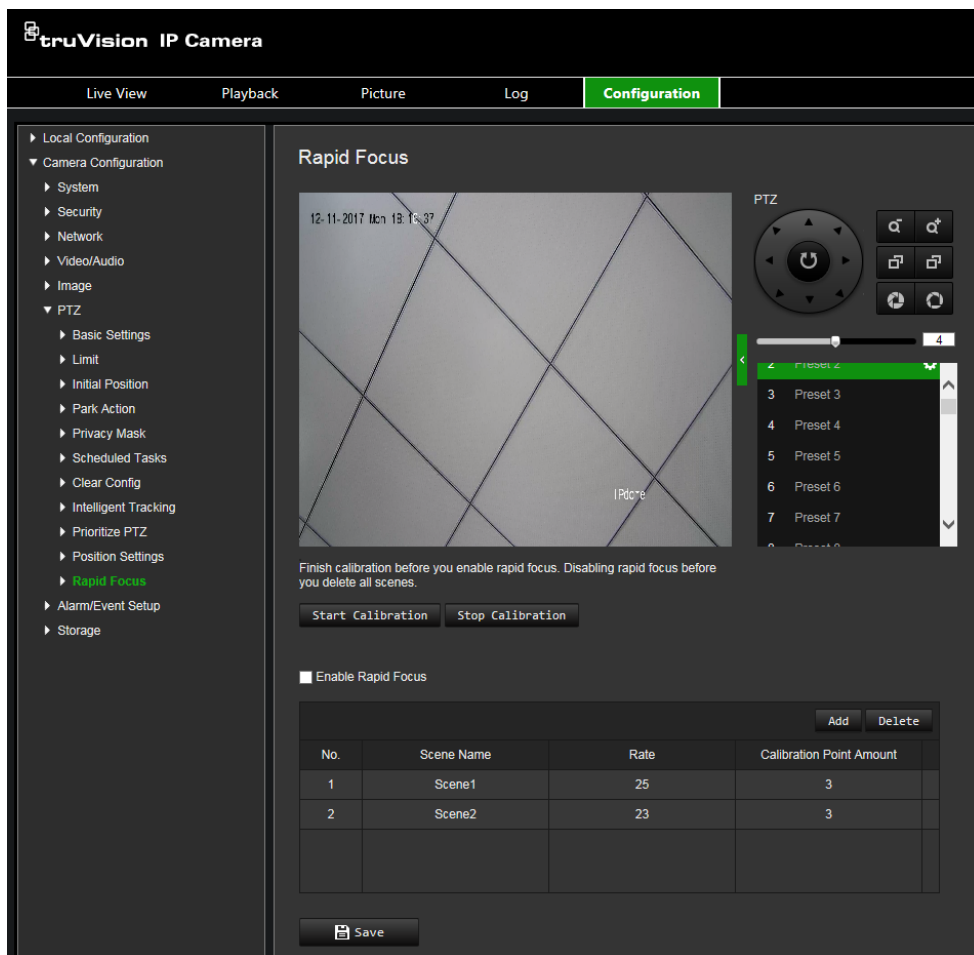 truVision IP Camera
Live View Playback Picture Log Configuration
Local Configuration
Camera Configuration
System
Security
Network
Video/Audio
Image
PTZ
Basic Settings
Limit
Initial Position
Park Action
Privacy Mask
Scheduled Tasks
Clear Config
Intelligent Tracking
Prioritize PTZ
Position Settings
Rapid Focus
Alarm/Event Setup
Storage
Rapid Focus
12-11-2017 Mon 18:18:37
IPdome
PTZ
4
2 Preset 2
3 Preset 3
4 Preset 4
5 Preset 5
6 Preset 6
7 Preset 7
Finish calibration before you enable rapid focus. Disabling rapid focus before
you delete all scenes.
Start Calibration Stop Calibration
Enable Rapid Focus
Add Delete
No. Scene Name Rate Calibration Point Amount
1 Scene1 25 3
2 Scene2 23 3
Save